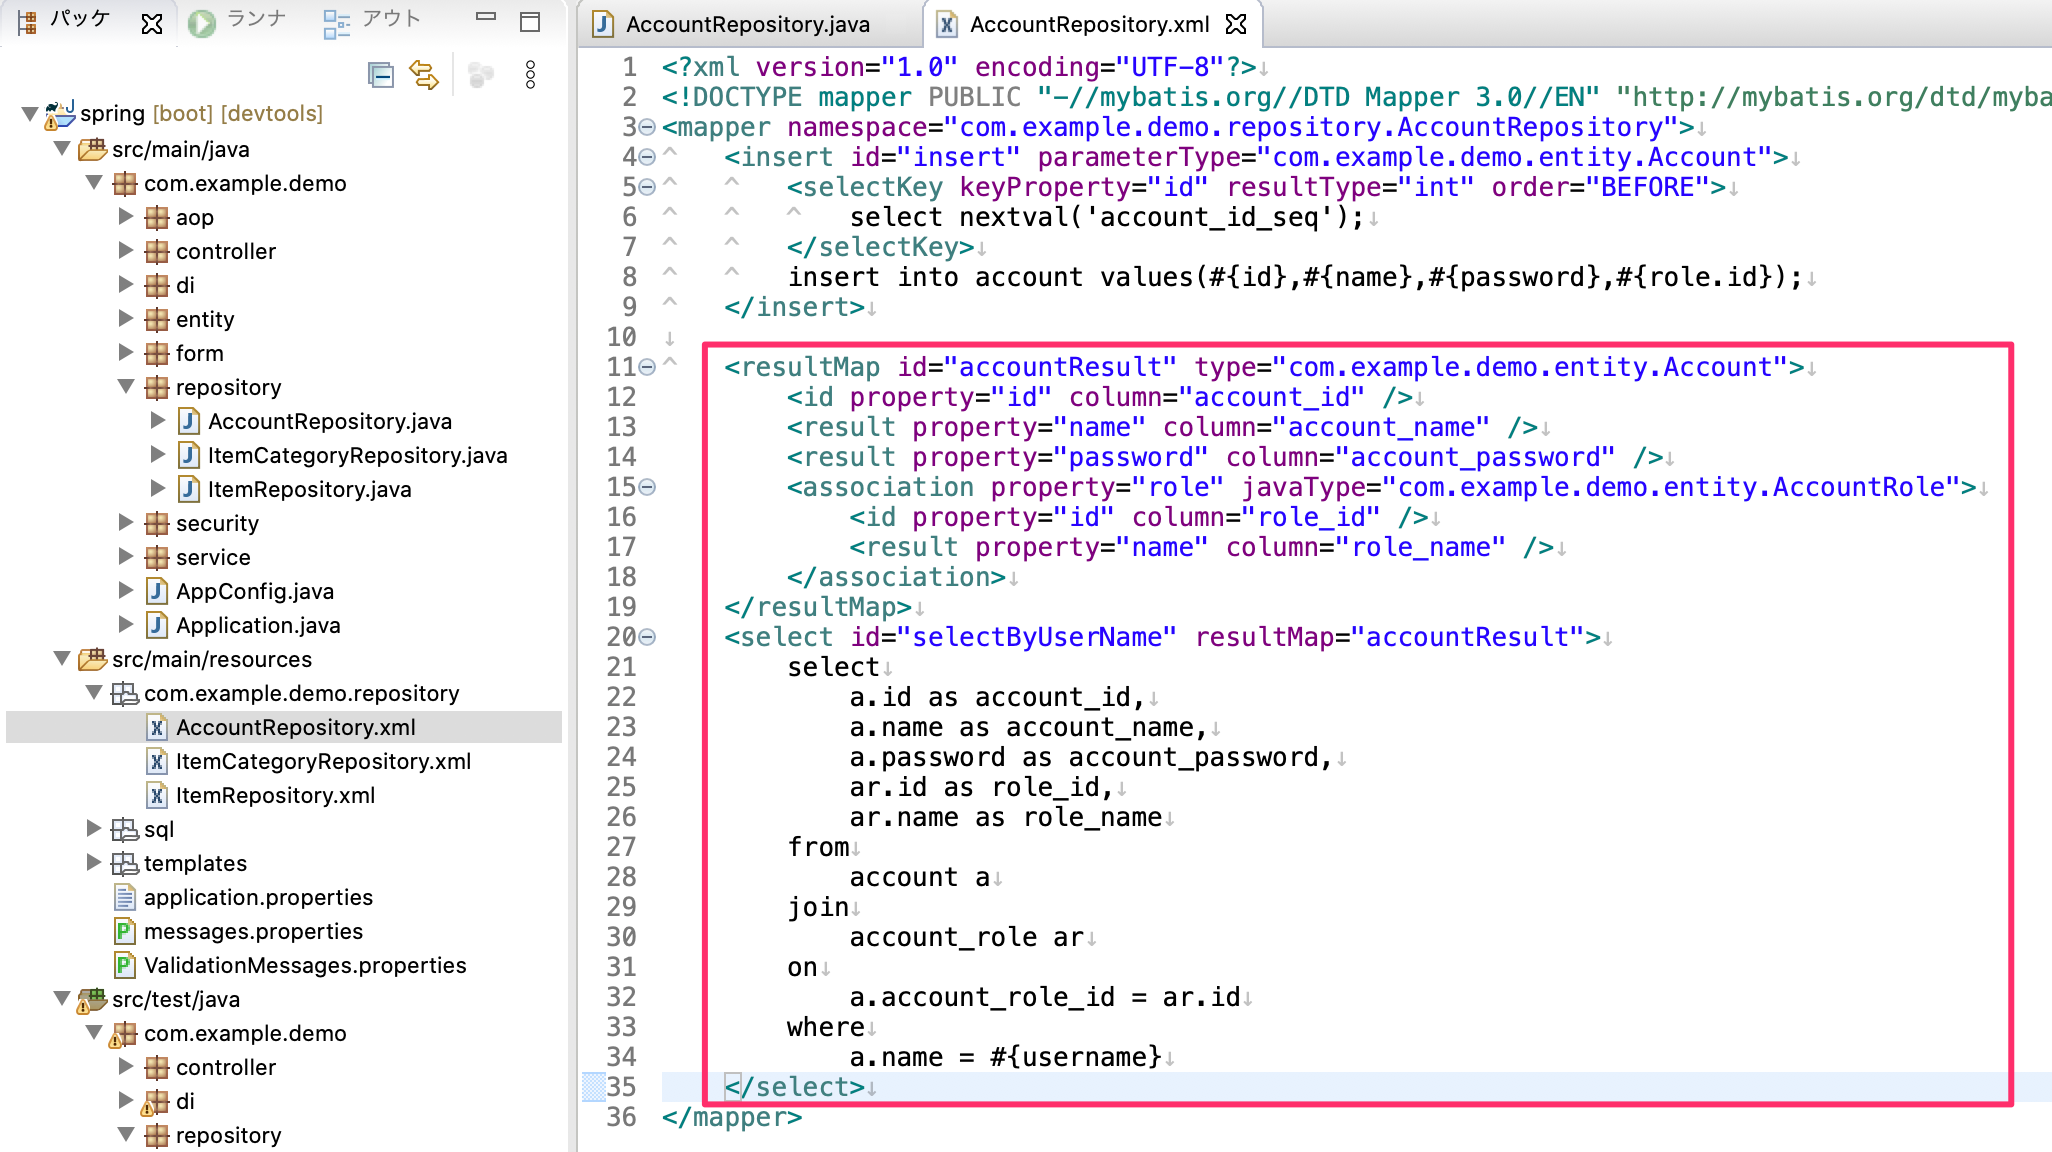 パッケ ランナ アウト
spring [boot] [devtools]
src/main/java
com.example.demo
aop
controller
di
entity
form
repository
AccountRepository.java
ItemCategoryRepository.java
ItemRepository.java
security
service
AppConfig.java
Application.java
src/main/resources
com.example.demo.repository
AccountRepository.xml
ItemCategoryRepository.xml
ItemRepository.xml
sql
templates
application.properties
messages.properties
ValidationMessages.properties
src/test/java
com.example.demo
controller
di
repository
AccountRepository.java AccountRepository.xml
1 <?xml version="1.0" encoding="UTF-8"?>↓
2 <!DOCTYPE mapper PUBLIC "-//mybatis.org//DTD Mapper 3.0//EN" "http://mybatis.org/dtd/myba
3 <mapper namespace="com.example.demo.repository.AccountRepository">↓
4 ^ <insert id="insert" parameterType="com.example.demo.entity.Account">↓
5 ^ ^ <selectKey keyProperty="id" resultType="int" order="BEFORE">↓
6 ^ ^ ^ select nextval('account_id_seq');↓
7 ^ ^ </selectKey>↓
8 ^ ^ insert into account values(#{id},#{name},#{password},#{role.id});↓
9 ^ </insert>↓
10 ↓
11 ^ <resultMap id="accountResult" type="com.example.demo.entity.Account">↓
12 <id property="id" column="account_id" />↓
13 <result property="name" column="account_name" />↓
14 <result property="password" column="account_password" />↓
15 <association property="role" javaType="com.example.demo.entity.AccountRole">↓
16 <id property="id" column="role_id" />↓
17 <result property="name" column="role_name" />↓
18 </association>↓
19 </resultMap>↓
20 <select id="selectByUserName" resultMap="accountResult">↓
21 select↓
22 a.id as account_id,↓
23 a.name as account_name,↓
24 a.password as account_password,↓
25 ar.id as role_id,↓
26 ar.name as role_name↓
27 from↓
28 account a↓
29 join↓
30 account_role ar↓
31 on↓
32 a.account_role_id = ar.id↓
33 where↓
34 a.name = #{username}↓
35 </select>↓
36 </mapper>